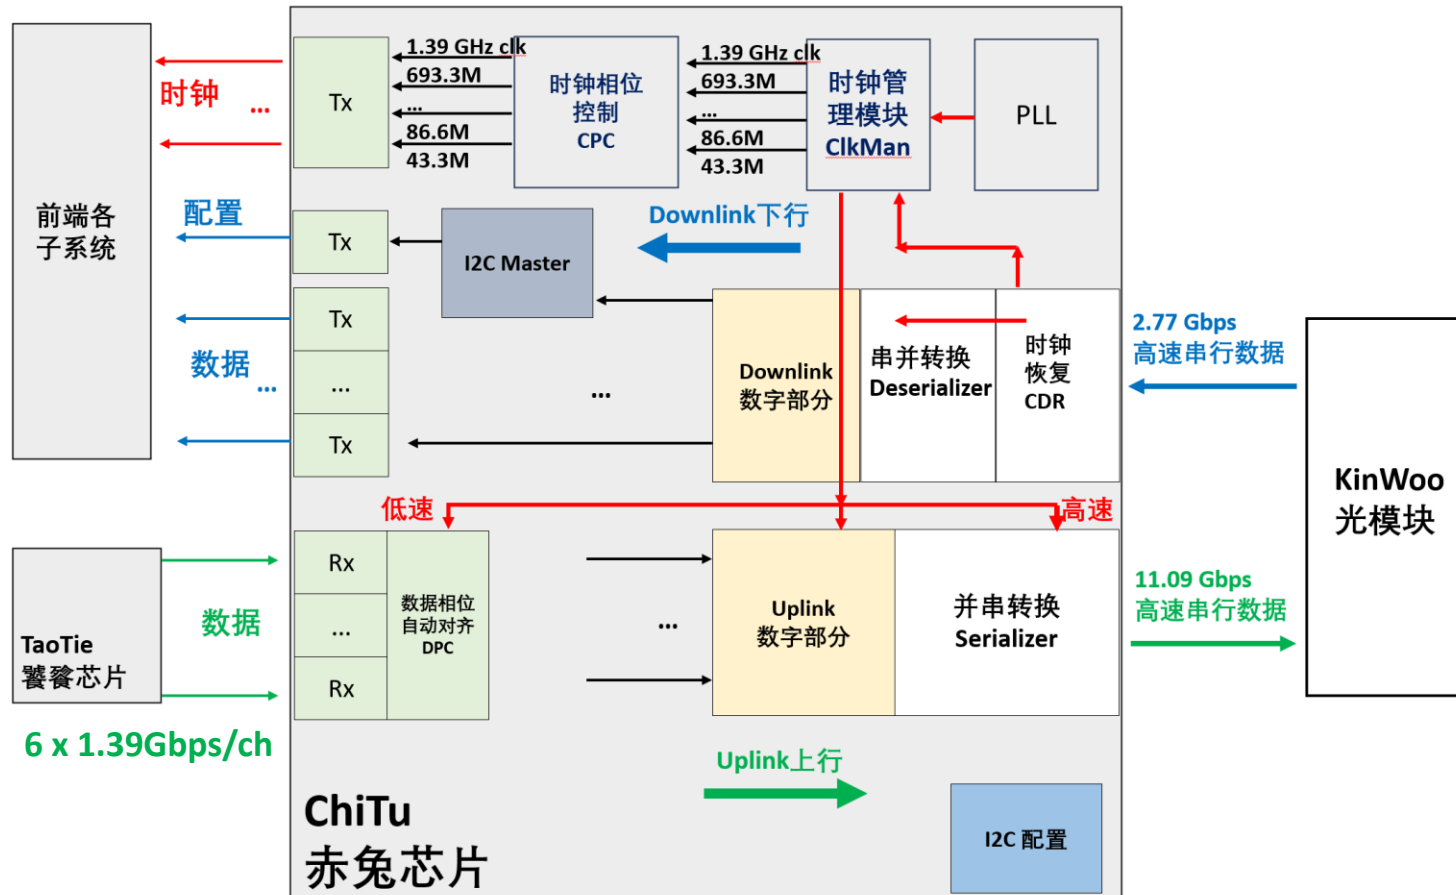 1.39 GHz clk
693.3M
...
86.6M
43.3M
Tx
时钟
...
时钟相位
控制
CPC
1.39 GHz clk
693.3M
...
86.6M
43.3M
时钟管
理模块
ClkMan
PLL
前端各
子系统
配置
Tx
I2C Master
Downlink下行
Tx
...
Tx
数据
...
...
Downlink
数字部分
串并转换
Deserializer
时钟
恢复
CDR
2.77 Gbps
高速串行数据
KinWoo
光模块
低速
高速
TaoTie
饕餮芯片
数据
6 x 1.39Gbps/ch
Rx
...
Rx
数据相位
自动对齐
DPC
...
Uplink
数字部分
并串转换
Serializer
11.09 Gbps
高速串行数据
Uplink上行
ChiTu
赤兔芯片
I2C 配置